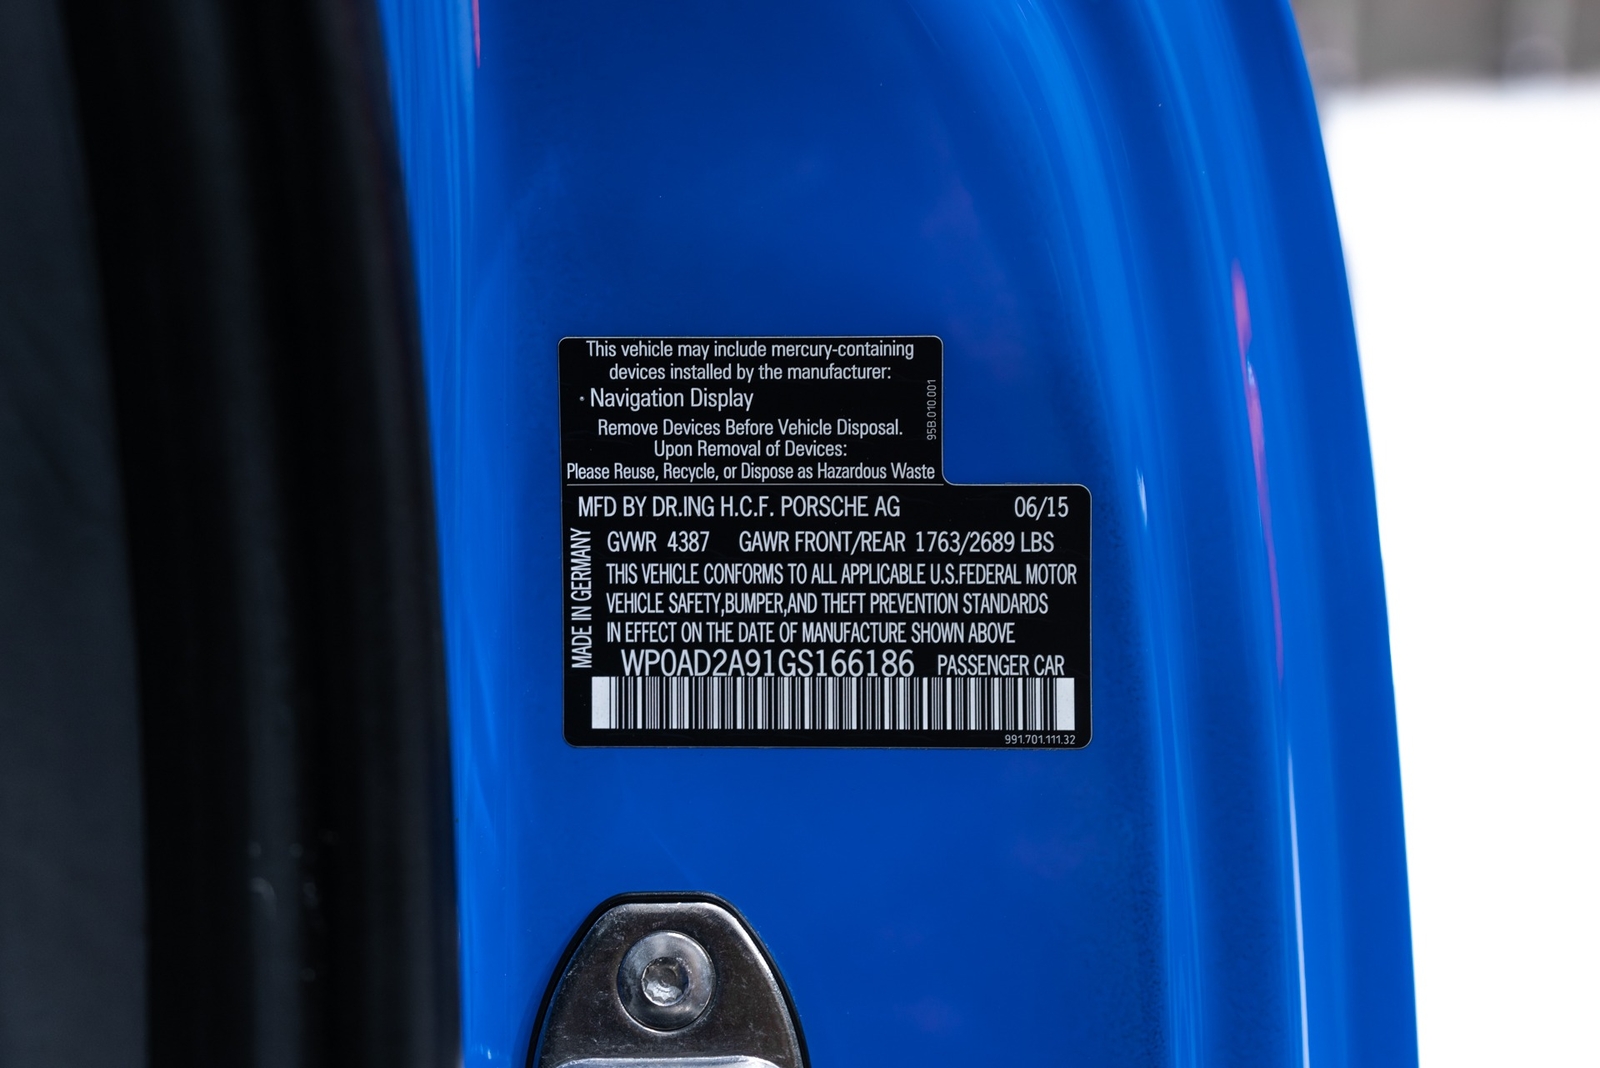 This vehicle may include mercury-containing
devices installed by the manufacturer:
· Navigation Display
Remove Devices Before Vehicle Disposal.
Upon Removal of Devices:
Please Reuse, Recycle, or Dispose as Hazardous Waste
95B.010.001
MFD BY DR.ING H.C.F. PORSCHE AG 06/15
MADE IN GERMANY
GVWR 4387 GAWR FRONT/REAR 1763/2689 LBS
THIS VEHICLE CONFORMS TO ALL APPLICABLE U.S.FEDERAL MOTOR
VEHICLE SAFETY,BUMPER,AND THEFT PREVENTION STANDARDS
IN EFFECT ON THE DATE OF MANUFACTURE SHOWN ABOVE
WP0AD2A91GS166186 PASSENGER CAR
991.701.111.32